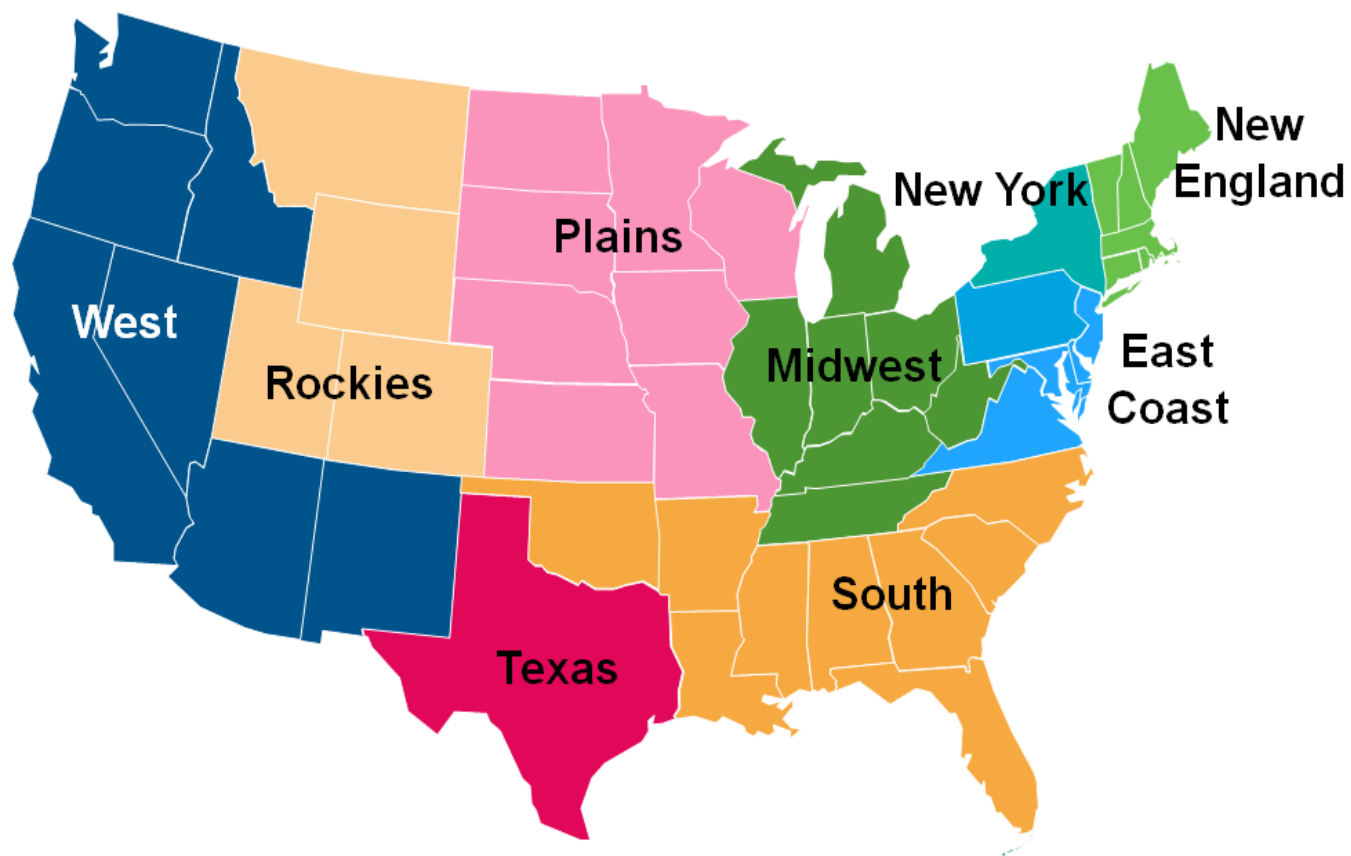 New
England
New York
Plains
West
Rockies
Midwest
East
Coast
South
Texas